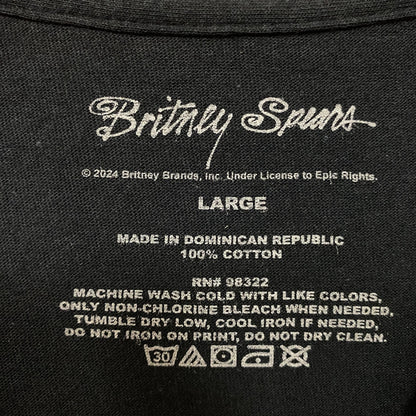 Britney Spears
© 2024 Britney Brands, Inc. Under License to Epic Rights.
LARGE
MADE IN DOMINICAN REPUBLIC
100% COTTON
RN# 98322
MACHINE WASH COLD WITH LIKE COLORS,
ONLY NON-CHLORINE BLEACH WHEN NEEDED,
TUMBLE DRY LOW, COOL IRON IF NEEDED,
DO NOT IRON ON PRINT, DO NOT DRY CLEAN.
30